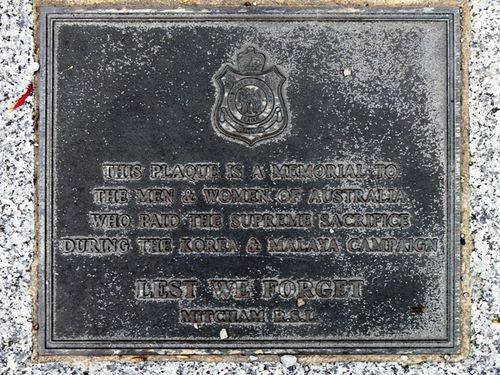 THIS PLAQUE IS A MEMORIAL TO
THE MEN & WOMEN OF AUSTRALIA
WHO PAID THE SUPREME SACRIFICE
DURING THE KOREA & MALAYA CAMPAIGN
LEST WE FORGET
MITCHAM R.S.L.